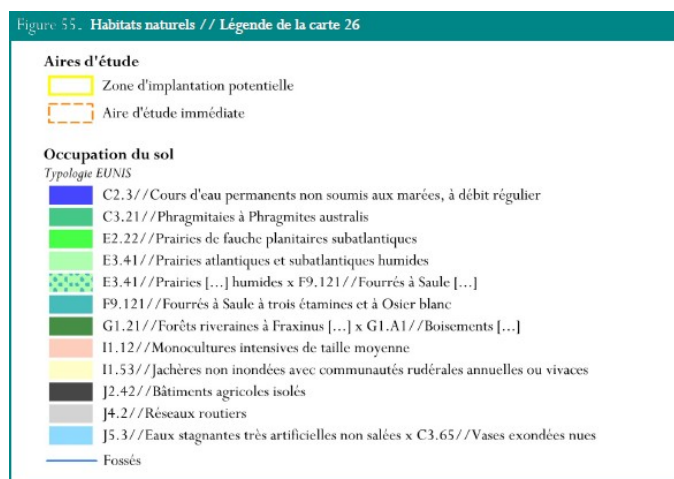 Figure 55. Habitats naturels // Légende de la carte 26
Aires d'étude
Zone d'implantation potentielle
Aire d'étude immédiate
Occupation du sol
Typologie EUNIS
C2.3//Cours d'eau permanents non soumis aux marées, à débit régulier
C3.21//Phragmitaies à Phragmites australis
E2.22//Prairies de fauche planitaires subatlantiques
E3.41//Prairies atlantiques et subatlantiques humides
E3.41//Prairies [...] humides x F9.121//Fourrés à Saule [...]
F9.121//Fourrés à Saule à trois étamines et à Osier blanc
G1.21//Forêts riveraines à Fraxinus [...] x G1.A1//Boisements [...]
I1.12//Monocultures intensives de taille moyenne
I1.53//Jachères non inondées avec communautés rudérales annuelles ou vivaces
J2.42//Bâtiments agricoles isolés
J4.2//Réseaux routiers
J5.3//Eaux stagnantes très artificielles non salées x C3.65//Vases exondées nues
Fossés